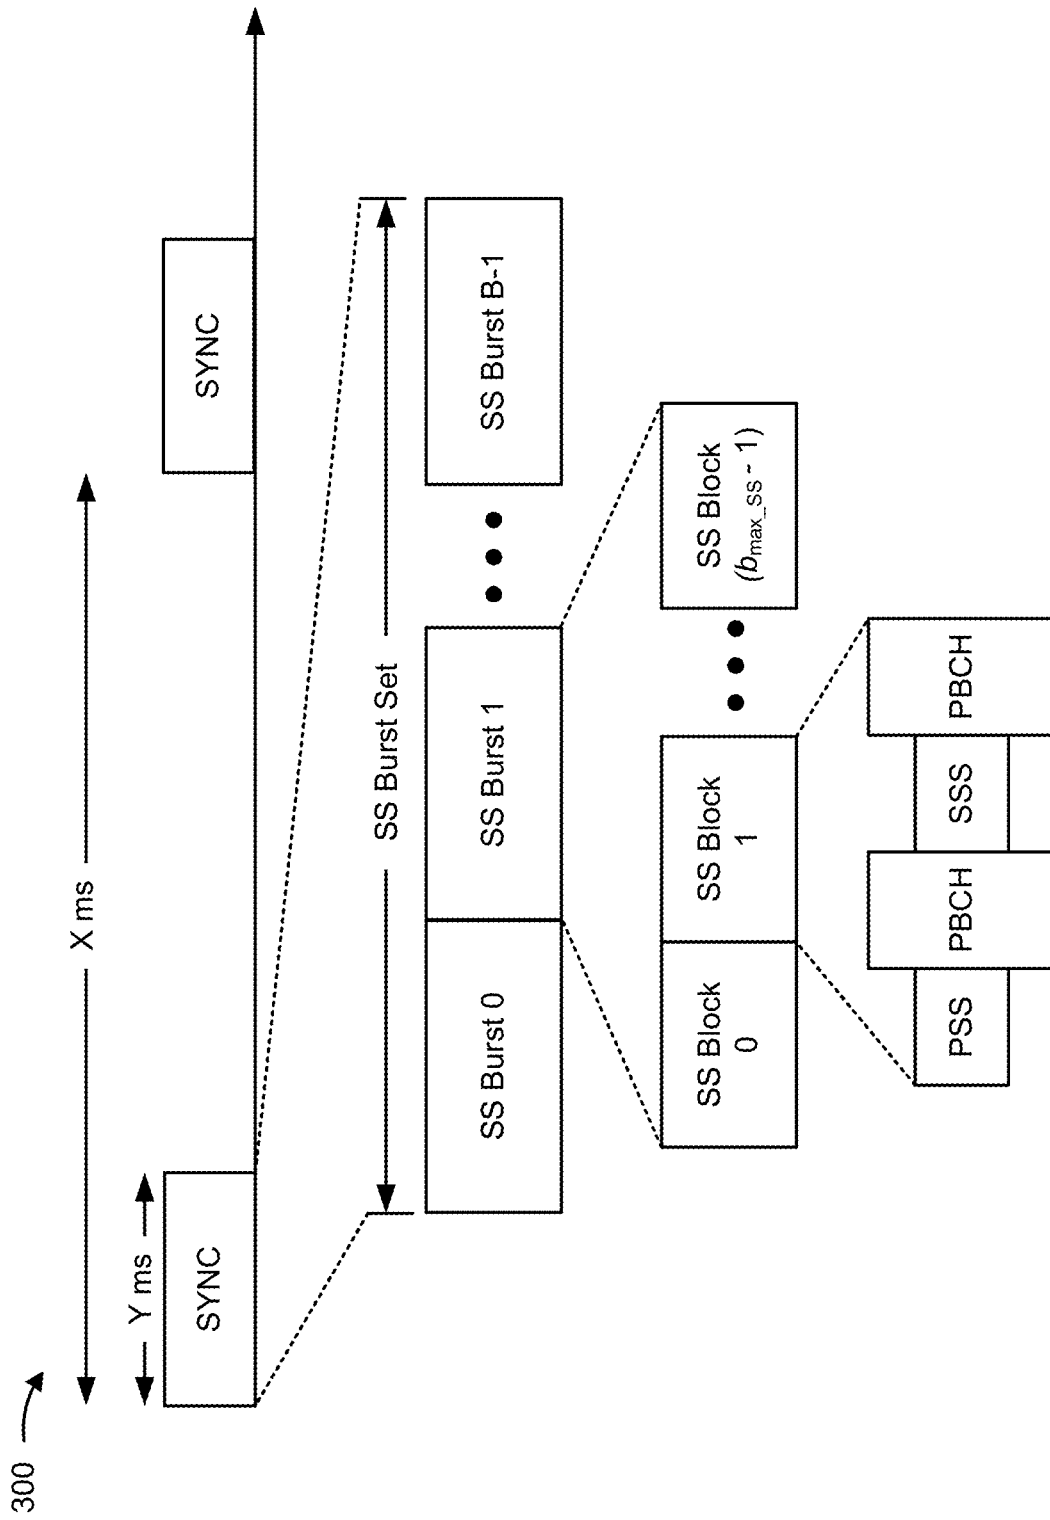 300
X ms
Y ms
SYNC
SYNC
SS Burst Set
SS Burst 0
SS Burst 1
SS Burst B-1
SS Block
0
SS Block
1
SS Block
(b_max_SS - 1)
PSS
PBCH
SSS
PBCH